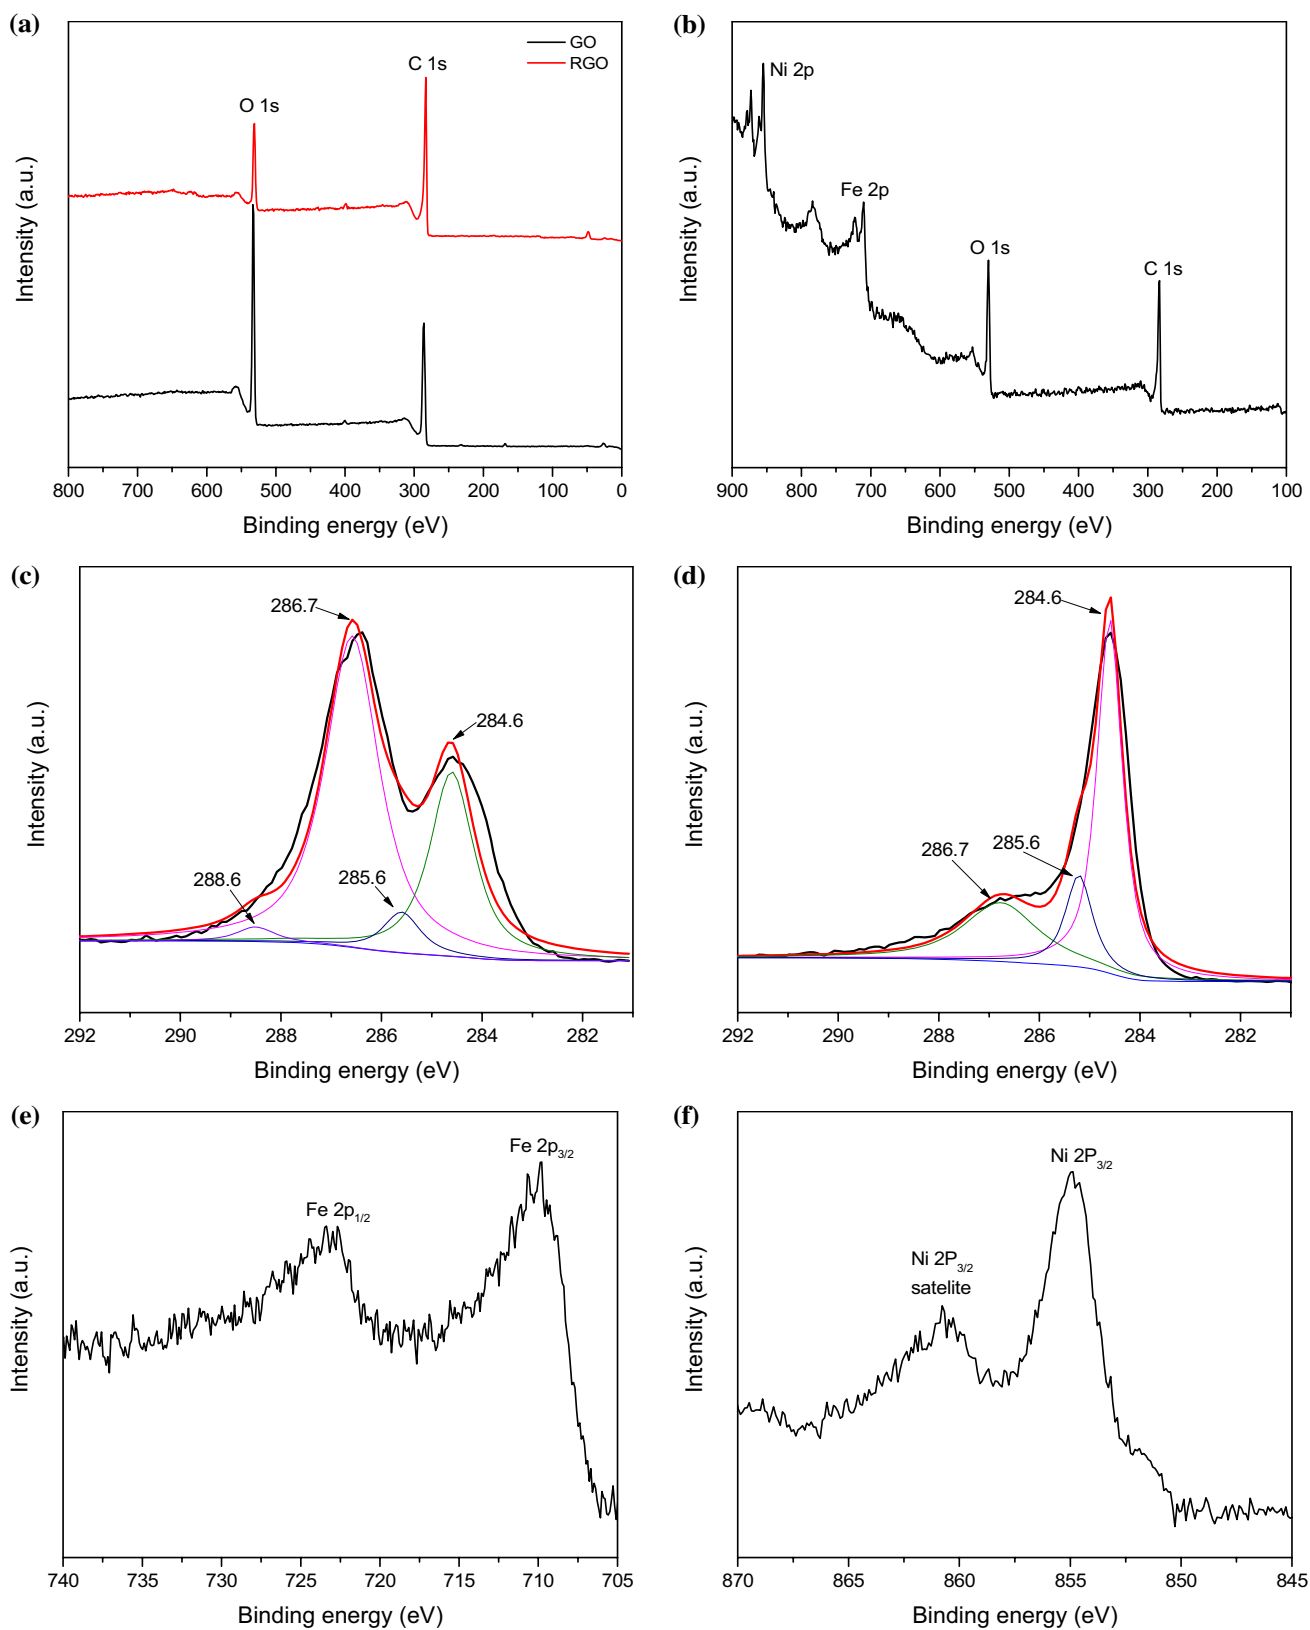 (a)
GO
RGO
C 1s
O 1s
Intensity (a.u.)
800 700 600 500 400 300 200 100 0
Binding energy (eV)
(b)
Ni 2p
Fe 2p
O 1s
C 1s
Intensity (a.u.)
900 800 700 600 500 400 300 200 100
Binding energy (eV)
(c)
286.7
284.6
288.6
285.6
Intensity (a.u.)
292 290 288 286 284 282
Binding energy (eV)
(d)
284.6
286.7
285.6
Intensity (a.u.)
292 290 288 286 284 282
Binding energy (eV)
(e)
Fe 2p3/2
Fe 2p1/2
Intensity (a.u.)
740 735 730 725 720 715 710 705
Binding energy (eV)
(f)
Ni 2P3/2
Ni 2P3/2
satelite
Intensity (a.u.)
870 865 860 855 850 845
Binding energy (eV)